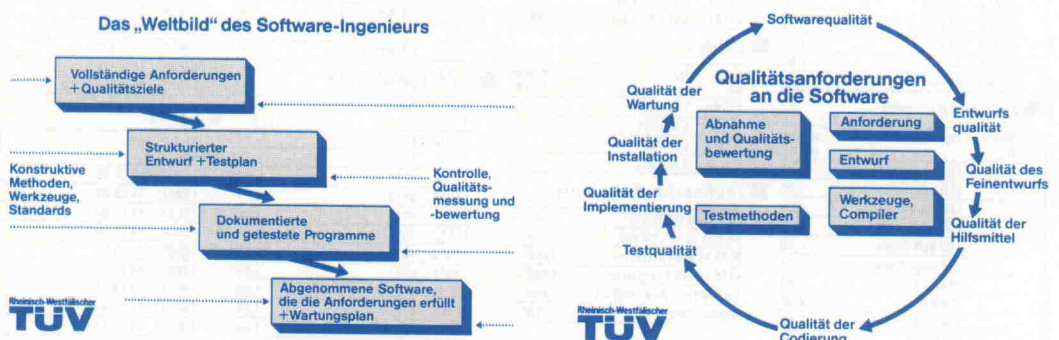 Das „Weltbild" des Software-Ingenieurs
Vollständige Anforderungen
+Qualitätsziele
Strukturierter
Entwurf +Testplan
Konstruktive
Methoden,
Werkzeuge,
Standards
Kontrolle,
Qualitäts-
messung und
-bewertung
Dokumentierte
und getestete Programme
Abgenommene Software,
die die Anforderungen erfüllt
+Wartungsplan
Rheinisch-Westfälischer
TÜV
Softwarequalität
Qualitätsanforderungen
an die Software
Qualität der
Wartung
Entwurfs
qualität
Abnahme
und Qualitäts-
bewertung
Anforderung
Qualität der
Installation
Entwurf
Qualität des
Feinentwurfs
Qualität der
Implementierung
Testmethoden
Werkzeuge,
Compiler
Qualität der
Hilfsmittel
Testqualität
Qualität der
Codierung
Rheinisch-Westfälischer
TÜV